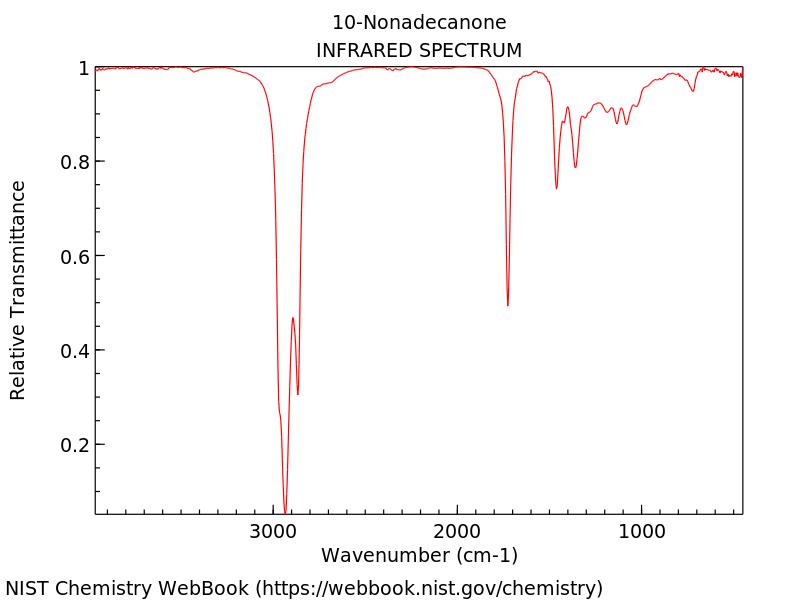 10-Nonadecanone
INFRARED SPECTRUM
1
0.8
0.6
0.4
0.2
Relative Transmittance
3000 2000 1000
Wavenumber (cm-1)
NIST Chemistry WebBook (https://webbook.nist.gov/chemistry)